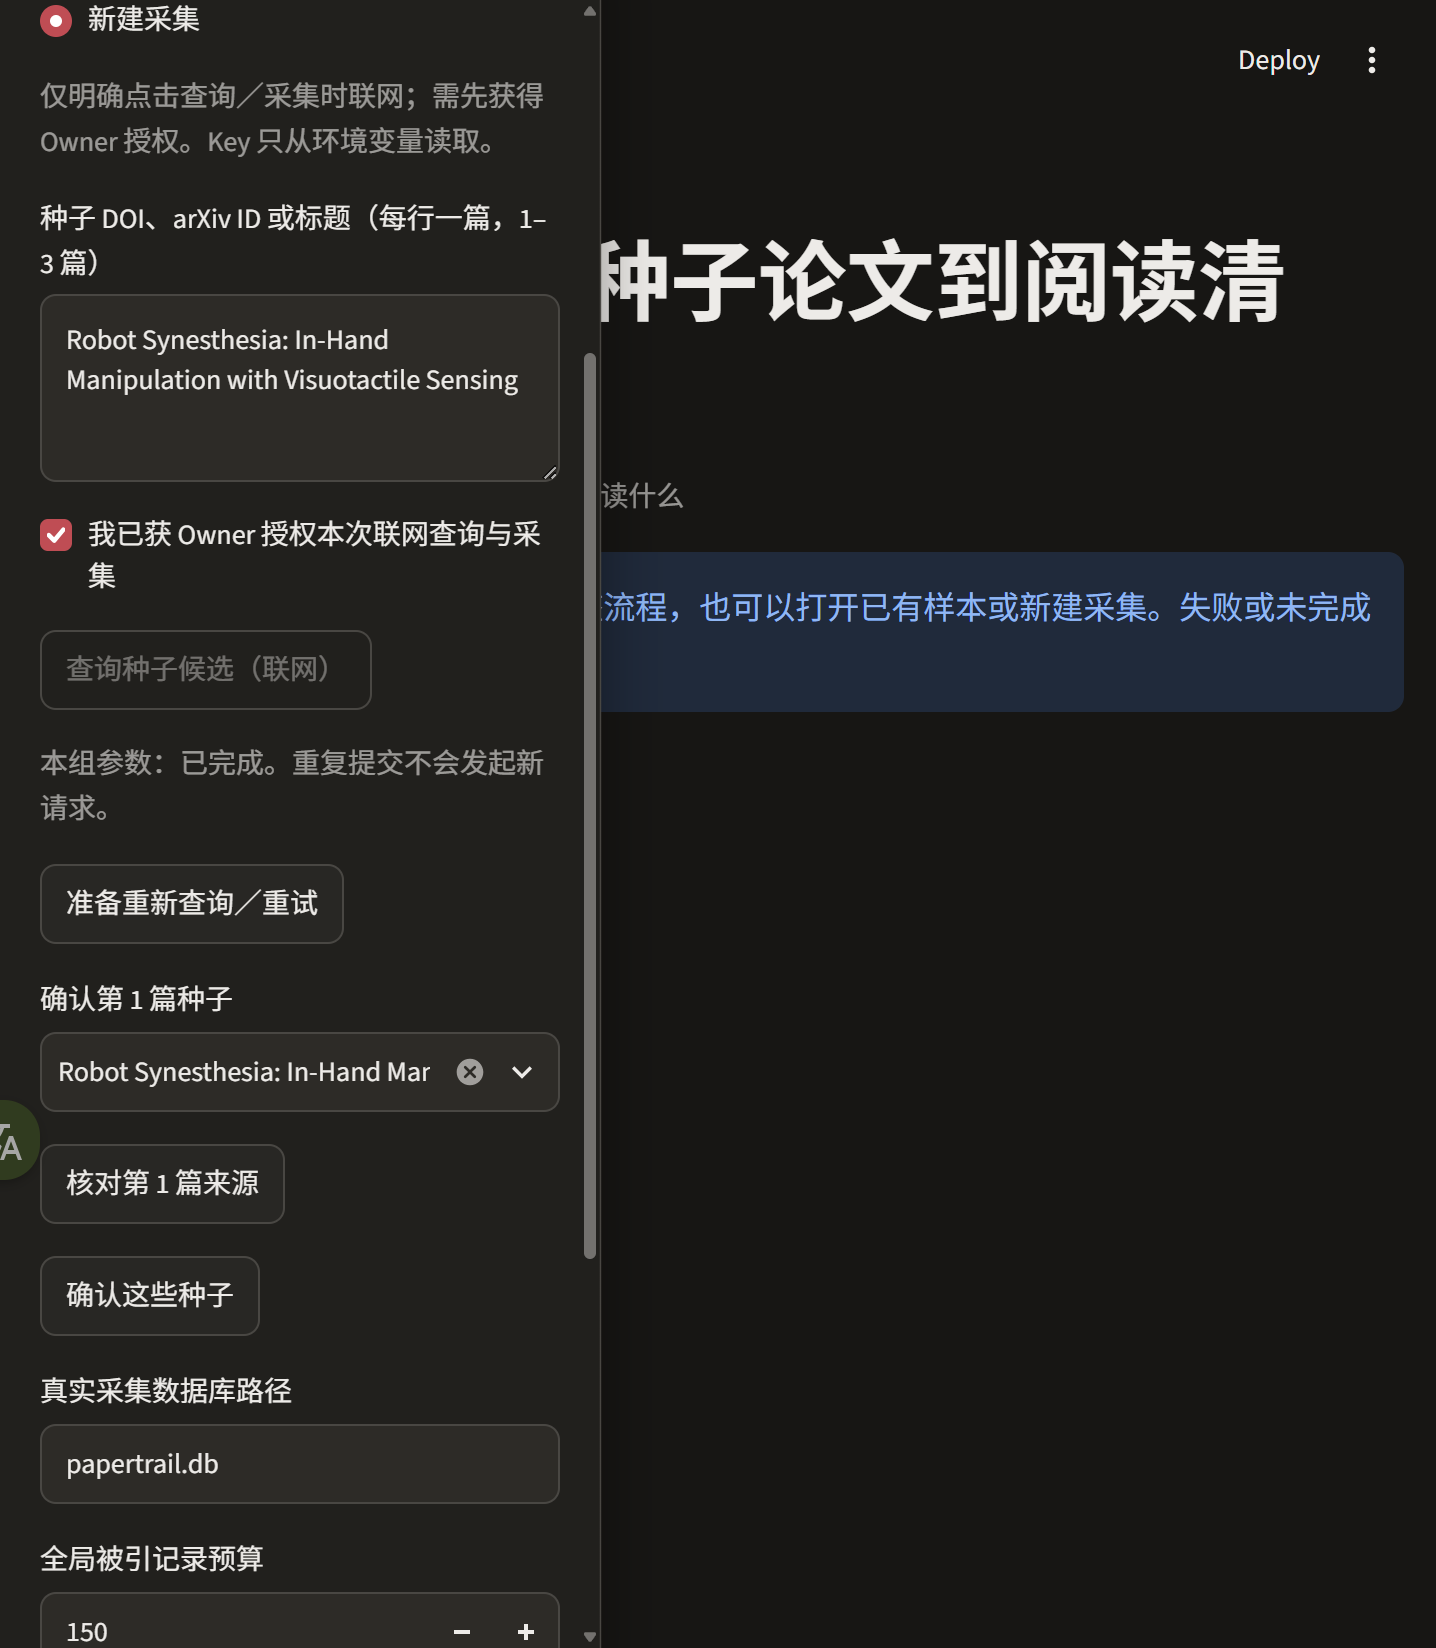 新建采集
仅明确点击查询／采集时联网；需先获得
Owner 授权。Key 只从环境变量读取。
种子 DOI、arXiv ID 或标题（每行一篇，1–
3 篇）
Robot Synesthesia: In-Hand
Manipulation with Visuotactile Sensing
我已获 Owner 授权本次联网查询与采
集
查询种子候选（联网）
本组参数：已完成。重复提交不会发起新
请求。
准备重新查询／重试
确认第 1 篇种子
Robot Synesthesia: In-Hand Mar
核对第 1 篇来源
确认这些种子
真实采集数据库路径
papertrail.db
全局被引记录预算
150
Deploy
种子论文到阅读清
读什么
流程，也可以打开已有样本或新建采集。失败或未完成